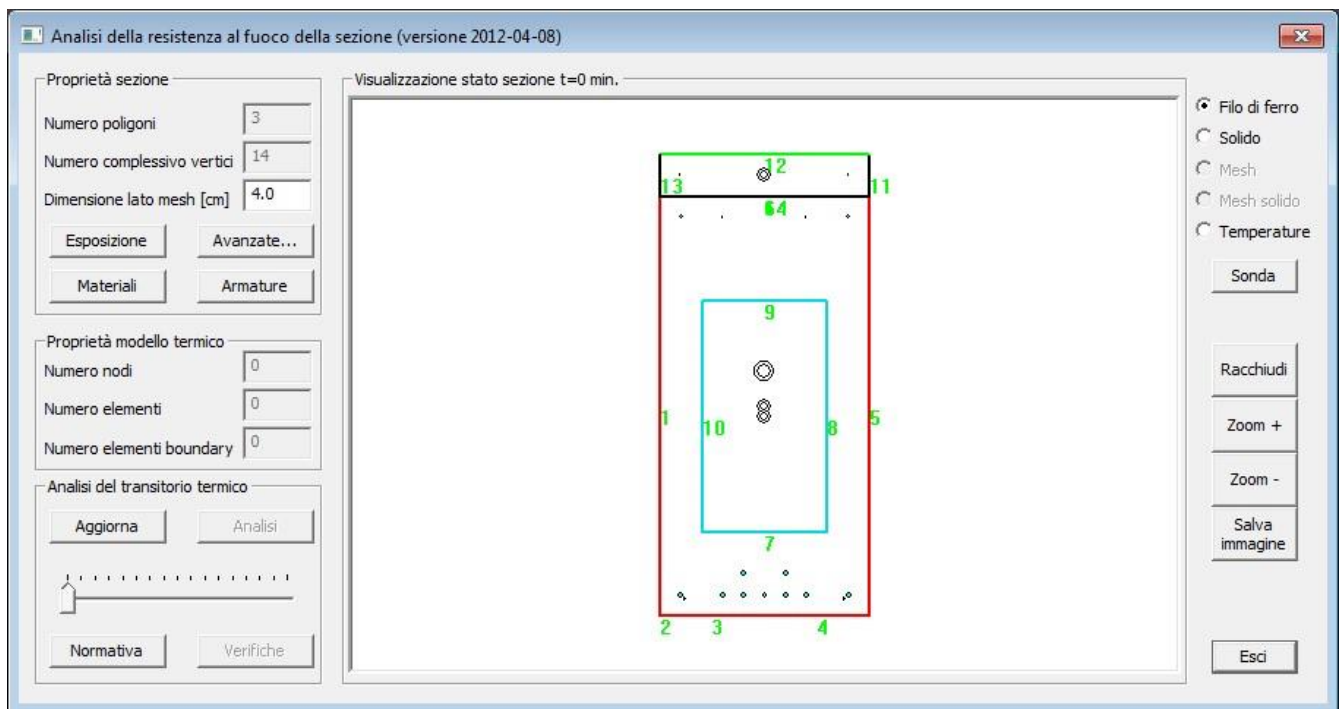 Analisi della resistenza al fuoco della sezione (versione 2012-04-08)
Proprietà sezione
Numero poligoni 3
Numero complessivo vertici 14
Dimensione lato mesh [cm] 4.0
Esposizione Avanzate...
Materiali Armature
Proprietà modello termico
Numero nodi 0
Numero elementi 0
Numero elementi boundary 0
Analisi del transitorio termico
Aggiorna Analisi
Normativa Verifiche
Visualizzazione stato sezione t=0 min.
12
13 11
9
1 10 8 5
7
2 3 4
Filo di ferro
Solido
Mesh
Mesh solido
Temperature
Sonda
Racchiudi
Zoom +
Zoom -
Salva
immagine
Esci